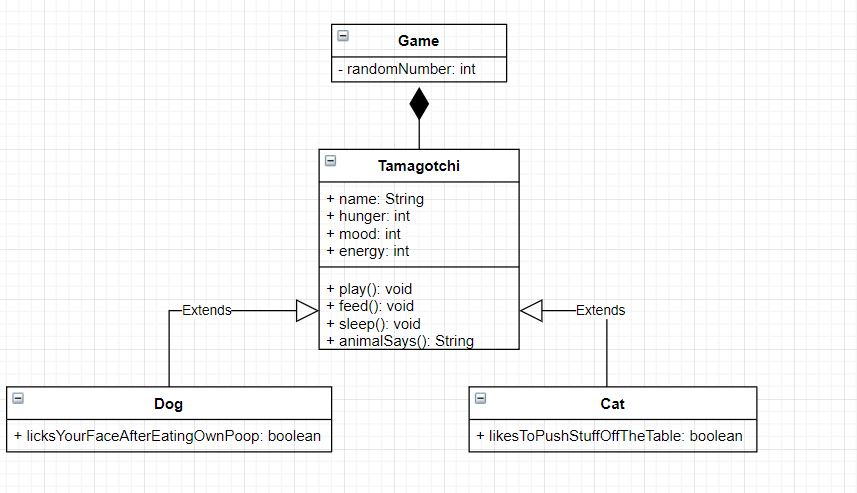 Game
- randomNumber: int
Tamagotchi
+ name: String
+ hunger: int
+ mood: int
+ energy: int
+ play(): void
+ feed(): void
+ sleep(): void
+ animalSays(): String
Extends
Extends
Dog
+ licksYourFaceAfterEatingOwnPoop: boolean
Cat
+ likesToPushStuffOffTheTable: boolean